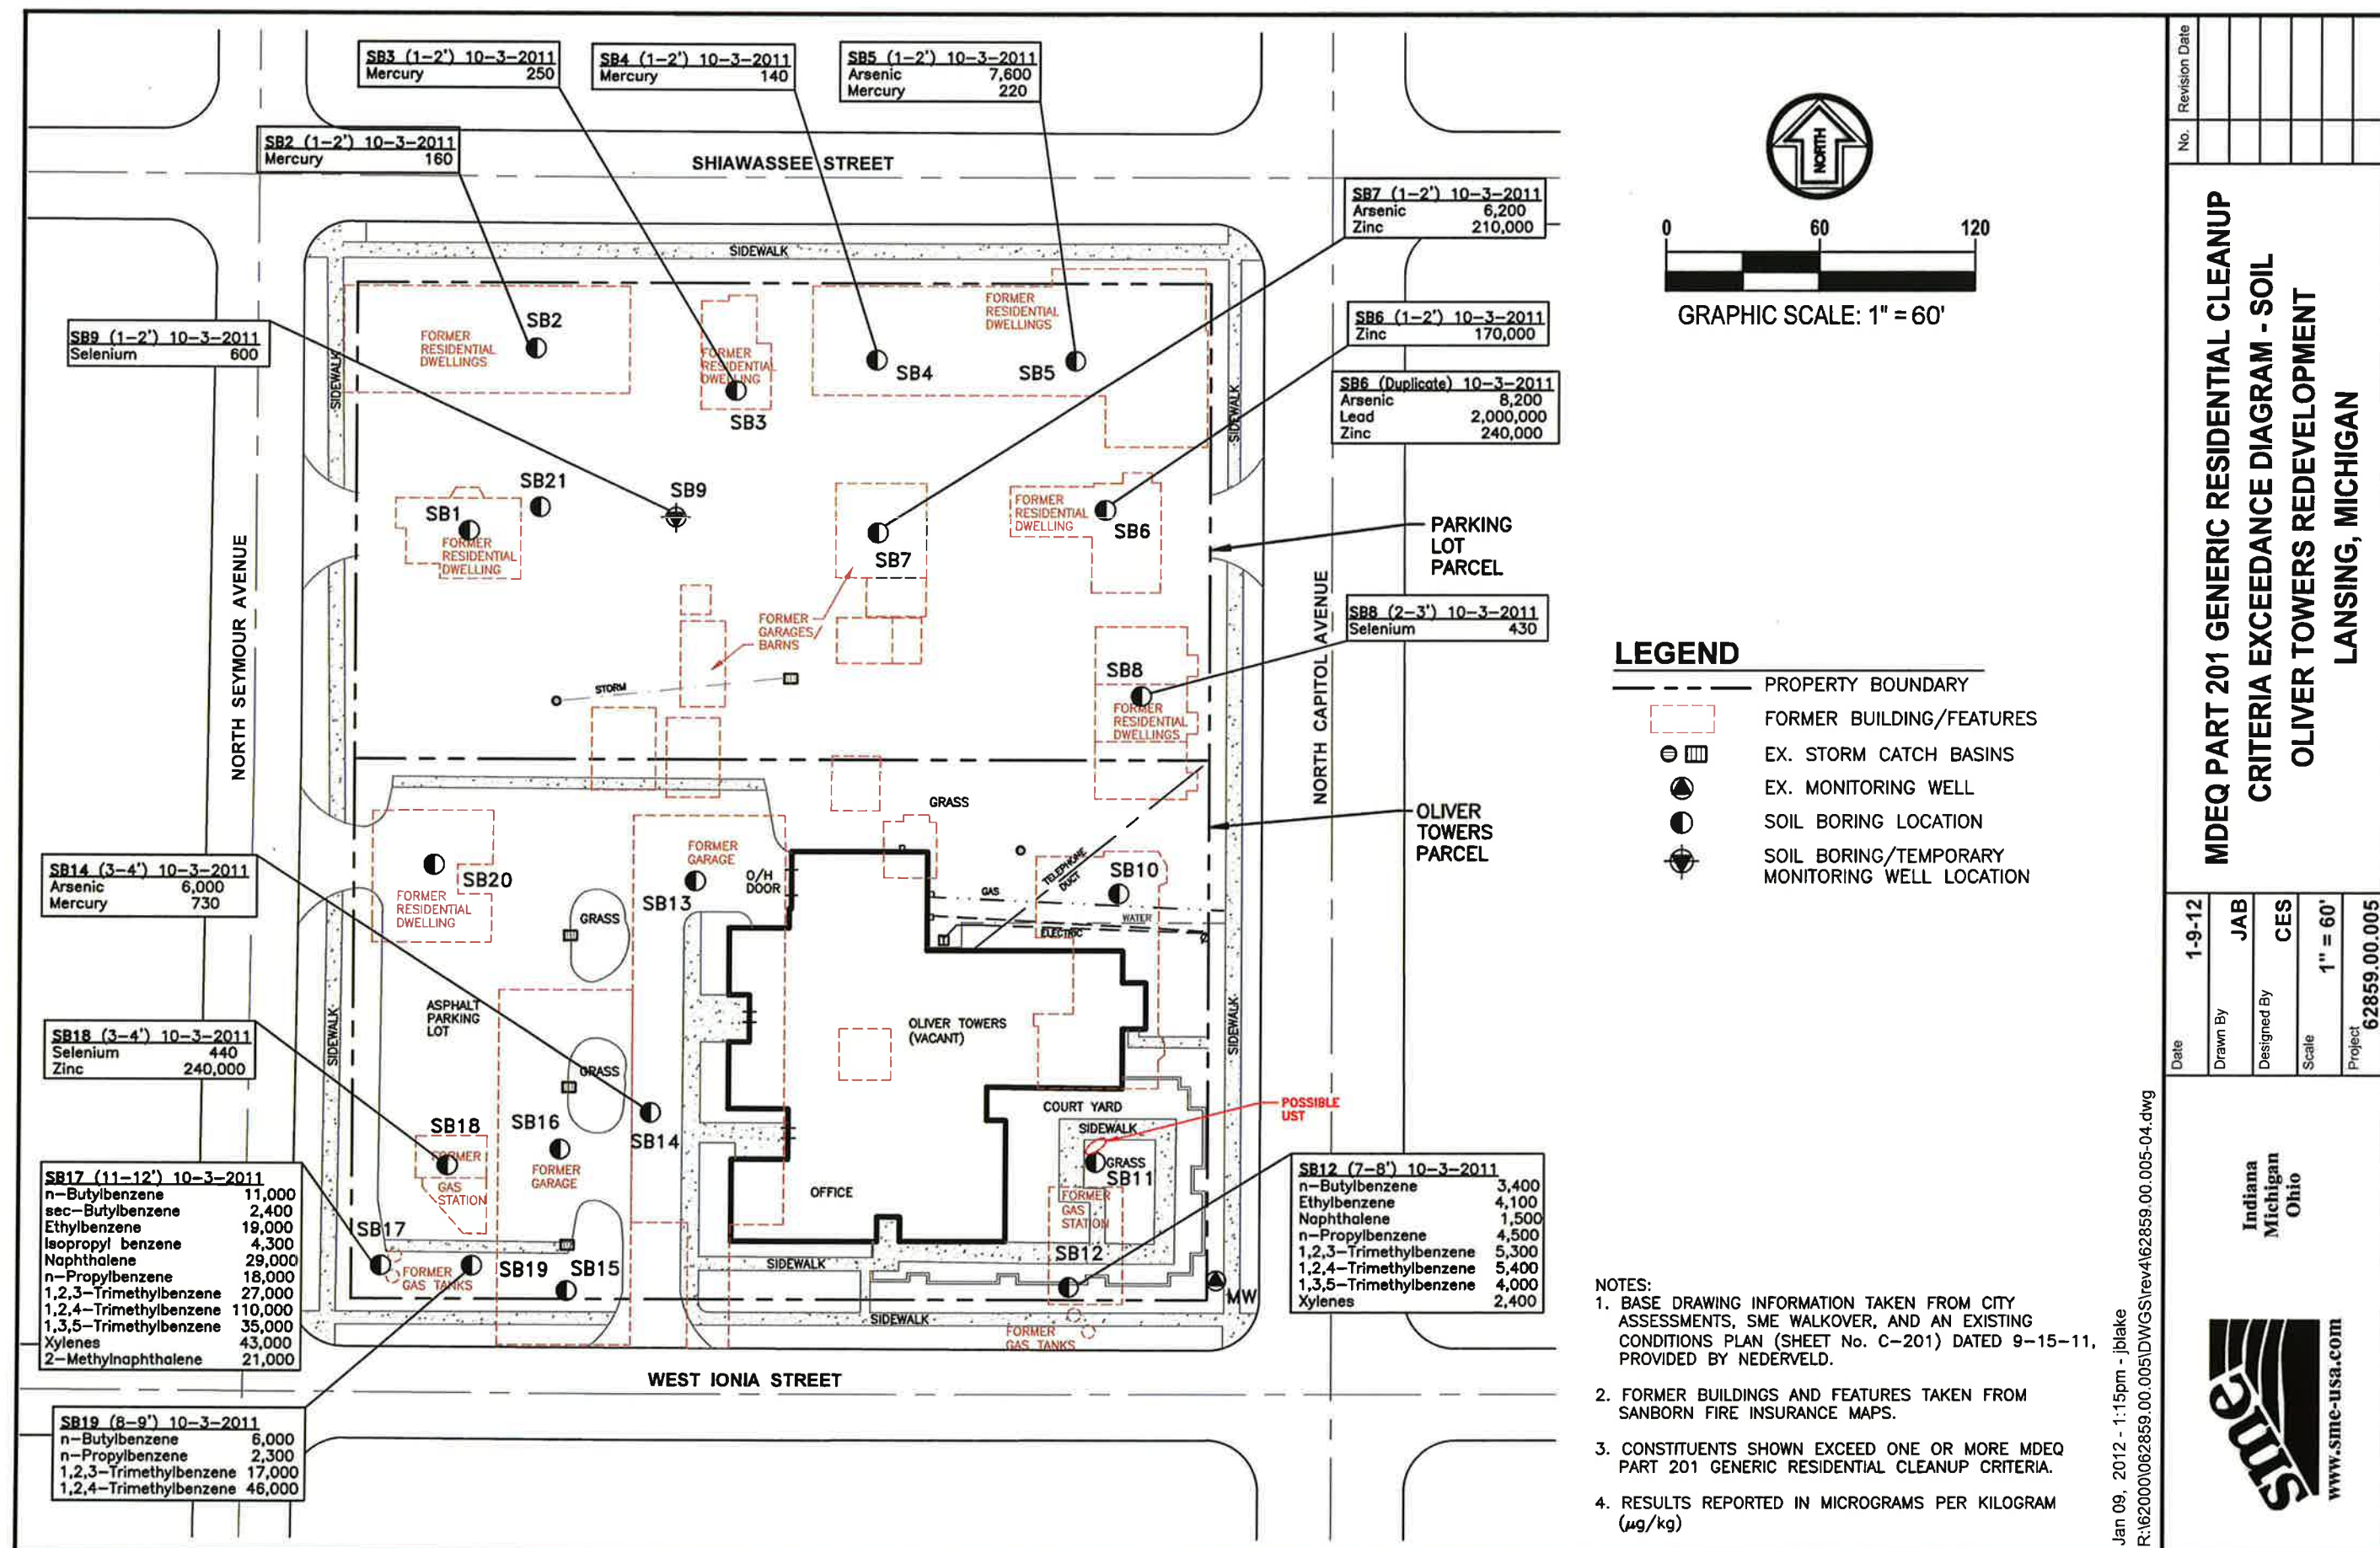 SB3 (1-2') 10-3-2011
Mercury 250
SB4 (1-2') 10-3-2011
Mercury 140
SB5 (1-2') 10-3-2011
Arsenic 7,600
Mercury 220
SB2 (1-2') 10-3-2011
Mercury 160
SHIAWASSEE STREET
SB7 (1-2') 10-3-2011
Arsenic 6,200
Zinc 210,000
SB9 (1-2') 10-3-2011
Selenium 600
SB6 (1-2') 10-3-2011
Zinc 170,000
SB6 (Duplicate) 10-3-2011
Arsenic 8,200
Lead 2,000,000
Zinc 240,000
SIDEWALK
SIDEWALK
SIDEWALK
FORMER
RESIDENTIAL
DWELLINGS
SB2
FORMER
RESIDENTIAL
DWELLING
SB3
FORMER
RESIDENTIAL
DWELLINGS
SB4
SB5
SB21
SB1
FORMER
RESIDENTIAL
DWELLING
SB9
SB7
FORMER
RESIDENTIAL
DWELLING
SB6
FORMER
GARAGES/
BARNS
STORM
SB8
FORMER
RESIDENTIAL
DWELLINGS
PARKING
LOT
PARCEL
SB8 (2-3') 10-3-2011
Selenium 430
NORTH SEYMOUR AVENUE
NORTH CAPITOL AVENUE
OLIVER
TOWERS
PARCEL
SB14 (3-4') 10-3-2011
Arsenic 6,000
Mercury 730
SB20
FORMER
RESIDENTIAL
DWELLING
FORMER
GARAGE
SB13
O/H
DOOR
GRASS
GRASS
TELEPHONE
DUCT
GAS
WATER
ELECTRIC
SB10
ASPHALT
PARKING
LOT
GRASS
OLIVER TOWERS
(VACANT)
SIDEWALK
SIDEWALK
SB18 (3-4') 10-3-2011
Selenium 440
Zinc 240,000
SB18
FORMER
GAS
STATION
SB16
FORMER
GARAGE
SB14
COURT YARD
SIDEWALK
GRASS
SB11
POSSIBLE
UST
OFFICE
FORMER
GAS
STATION
SB12
SB17 (11-12') 10-3-2011
n-Butylbenzene 11,000
sec-Butylbenzene 2,400
Ethylbenzene 19,000
Isopropyl benzene 4,300
Naphthalene 29,000
n-Propylbenzene 18,000
1,2,3-Trimethylbenzene 27,000
1,2,4-Trimethylbenzene 110,000
1,3,5-Trimethylbenzene 35,000
Xylenes 43,000
2-Methylnaphthalene 21,000
SB17
FORMER
GAS TANKS
SB19
SB15
SIDEWALK
SIDEWALK
FORMER
GAS TANKS
MW
SB12 (7-8') 10-3-2011
n-Butylbenzene 3,400
Ethylbenzene 4,100
Naphthalene 1,500
n-Propylbenzene 4,500
1,2,3-Trimethylbenzene 5,300
1,2,4-Trimethylbenzene 5,400
1,3,5-Trimethylbenzene 4,000
Xylenes 2,400
WEST IONIA STREET
SB19 (8-9') 10-3-2011
n-Butylbenzene 6,000
n-Propylbenzene 2,300
1,2,3-Trimethylbenzene 17,000
1,2,4-Trimethylbenzene 46,000
NORTH
0 60 120
GRAPHIC SCALE: 1" = 60'
LEGEND
PROPERTY BOUNDARY
FORMER BUILDING/FEATURES
EX. STORM CATCH BASINS
EX. MONITORING WELL
SOIL BORING LOCATION
SOIL BORING/TEMPORARY
MONITORING WELL LOCATION
NOTES:
1. BASE DRAWING INFORMATION TAKEN FROM CITY
ASSESSMENTS, SME WALKOVER, AND AN EXISTING
CONDITIONS PLAN (SHEET No. C-201) DATED 9-15-11,
PROVIDED BY NEDERVELD.
2. FORMER BUILDINGS AND FEATURES TAKEN FROM
SANBORN FIRE INSURANCE MAPS.
3. CONSTITUENTS SHOWN EXCEED ONE OR MORE MDEQ
PART 201 GENERIC RESIDENTIAL CLEANUP CRITERIA.
4. RESULTS REPORTED IN MICROGRAMS PER KILOGRAM
(µg/kg)
Jan 09, 2012 - 1:15pm - jblake
R:\62000\062859.00.005\DWGS\rev4\62859.00.005-04.dwg
No. Revision Date
MDEQ PART 201 GENERIC RESIDENTIAL CLEANUP
CRITERIA EXCEEDANCE DIAGRAM - SOIL
OLIVER TOWERS REDEVELOPMENT
LANSING, MICHIGAN
Date 1-9-12
Drawn By JAB
Designed By CES
Scale 1" = 60'
Project 62859.00.005
Indiana
Michigan
Ohio
sme
www.sme-usa.com